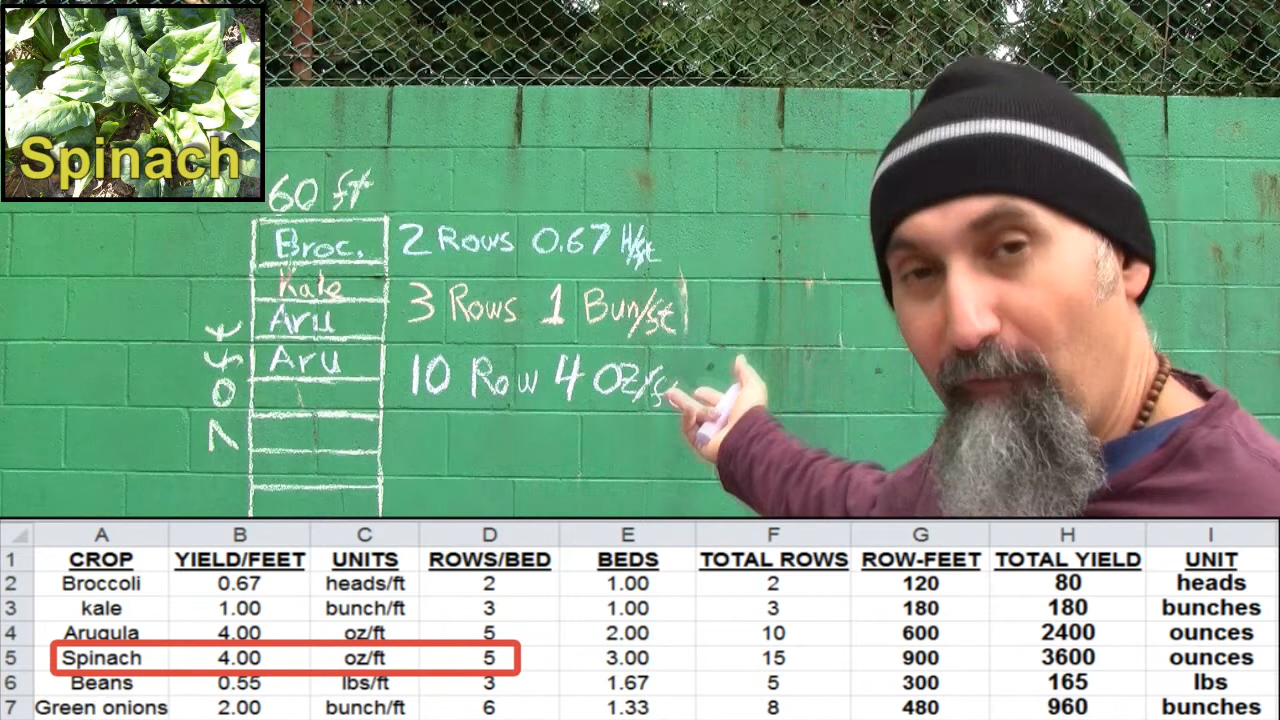 Spinach
60 ft
70 ft
Broc. 2 Rows 0.67 H/ft
Kale 3 Rows 1 Bun/ft
Aru
Aru 10 Row 4 OZ/f
A B C D E F G H I
1 CROP YIELD/FEET UNITS ROWS/BED BEDS TOTAL ROWS ROW-FEET TOTAL YIELD UNIT
2 Broccoli 0.67 heads/ft 2 1.00 2 120 80 heads
3 kale 1.00 bunch/ft 3 1.00 3 180 180 bunches
4 Arugula 4.00 oz/ft 5 2.00 10 600 2400 ounces
5 Spinach 4.00 oz/ft 5 3.00 15 900 3600 ounces
6 Beans 0.55 lbs/ft 3 1.67 5 300 165 lbs
7 Green onions 2.00 bunch/ft 6 1.33 8 480 960 bunches